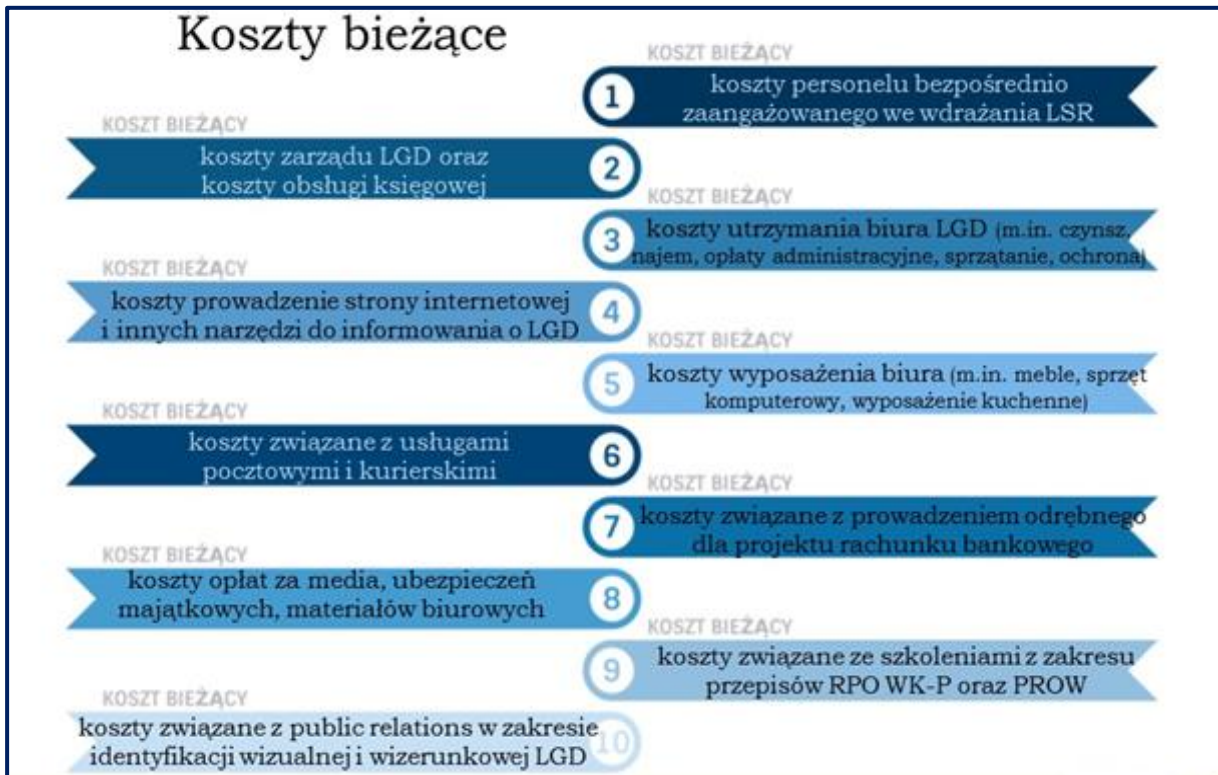 Koszty bieżące
KOSZT BIEŻĄCY
1
koszty personelu bezpośrednio
zaangażowanego we wdrażania LSR
KOSZT BIEŻĄCY
koszty zarządu LGD oraz
koszty obsługi księgowej
2
KOSZT BIEŻĄCY
3
koszty utrzymania biura LGD (m.in. czynsz,
najem, opłaty administracyjne, sprzątanie, ochrona)
KOSZT BIEŻĄCY
koszty prowadzenie strony internetowej
i innych narzędzi do informowania o LGD
4
KOSZT BIEŻĄCY
5
koszty wyposażenia biura (m.in. meble, sprzęt
komputerowy, wyposażenie kuchenne)
KOSZT BIEŻĄCY
koszty związane z usługami
pocztowymi i kurierskimi
6
KOSZT BIEŻĄCY
7
koszty związane z prowadzeniem odrębnego
dla projektu rachunku bankowego
KOSZT BIEŻĄCY
koszty opłat za media, ubezpieczeń
majątkowych, materiałów biurowych
8
KOSZT BIEŻĄCY
9
koszty związane ze szkoleniami z zakresu
przepisów RPO WK-P oraz PROW
KOSZT BIEŻĄCY
koszty związane z public relations w zakresie
identyfikacji wizualnej i wizerunkowej LGD
10